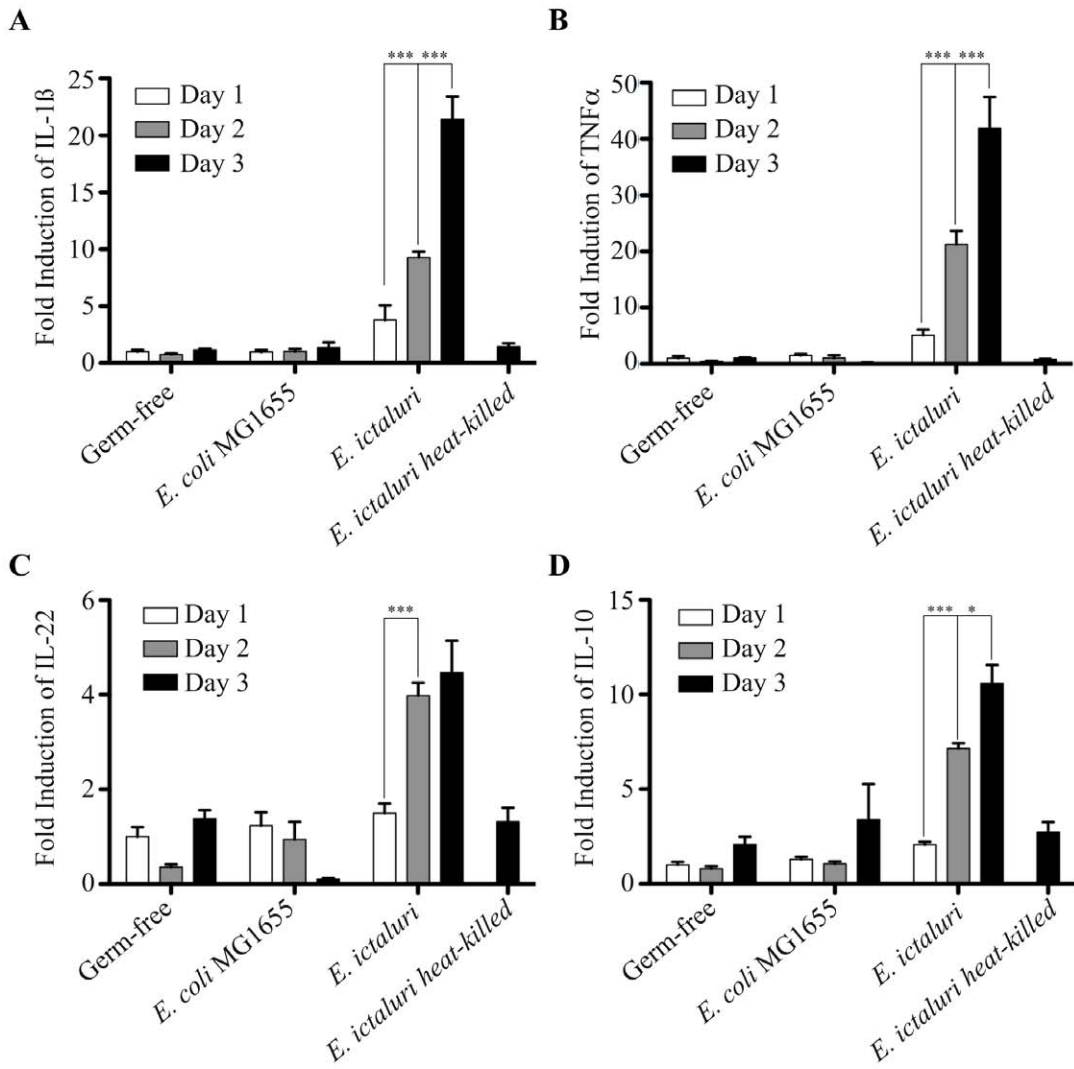 A
Fold Induction of IL-1ß
25
20
15
10
5
0
Day 1
Day 2
Day 3
*** ***
Germ-free
E. coli MG1655
E. ictaluri
E. ictaluri heat-killed
B
Fold Indution of TNFα
50
40
30
20
10
0
Day 1
Day 2
Day 3
*** ***
Germ-free
E. coli MG1655
E. ictaluri
E. ictaluri heat-killed
C
Fold Induction of IL-22
6
4
2
0
Day 1
Day 2
Day 3
***
Germ-free
E. coli MG1655
E. ictaluri
E. ictaluri heat-killed
D
Fold Induction of IL-10
15
10
5
0
Day 1
Day 2
Day 3
*** *
Germ-free
E. coli MG1655
E. ictaluri
E. ictaluri heat-killed